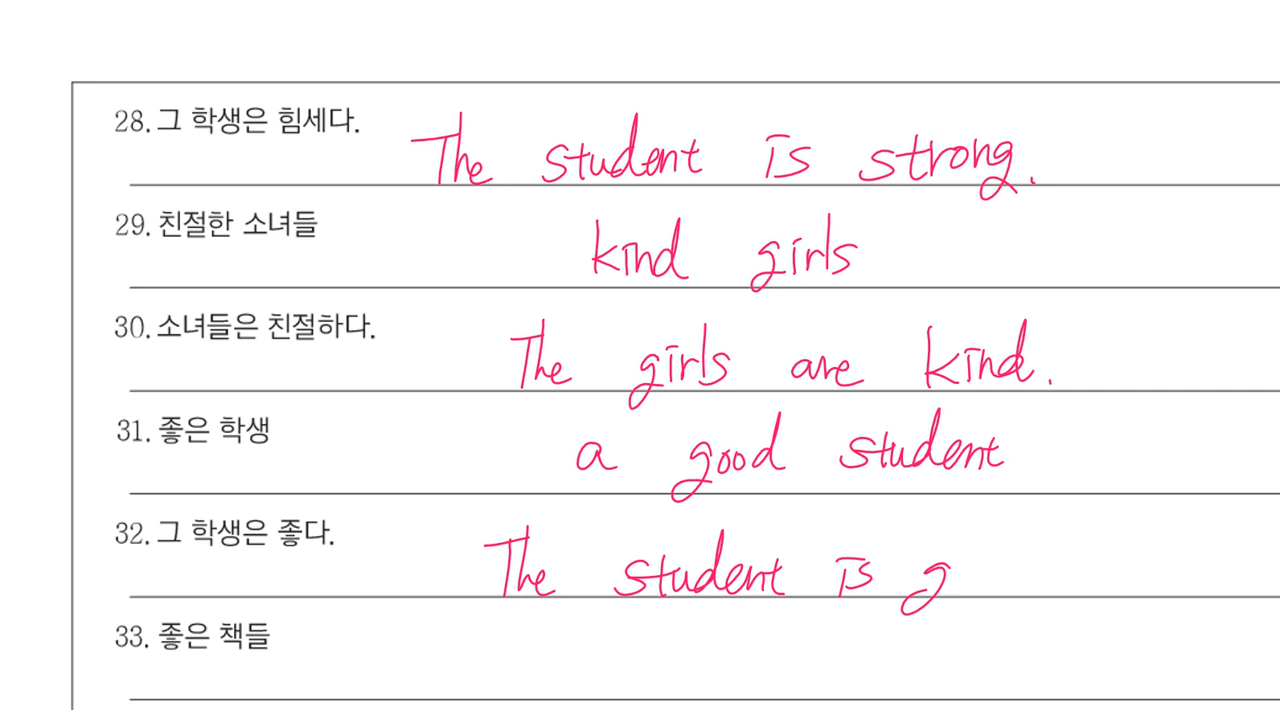 28. 그 학생은 힘세다.
The student is strong.
29. 친절한 소녀들
kind girls
30. 소녀들은 친절하다.
The girls are kind.
31. 좋은 학생
a good student
32. 그 학생은 좋다.
The student is g
33. 좋은 책들